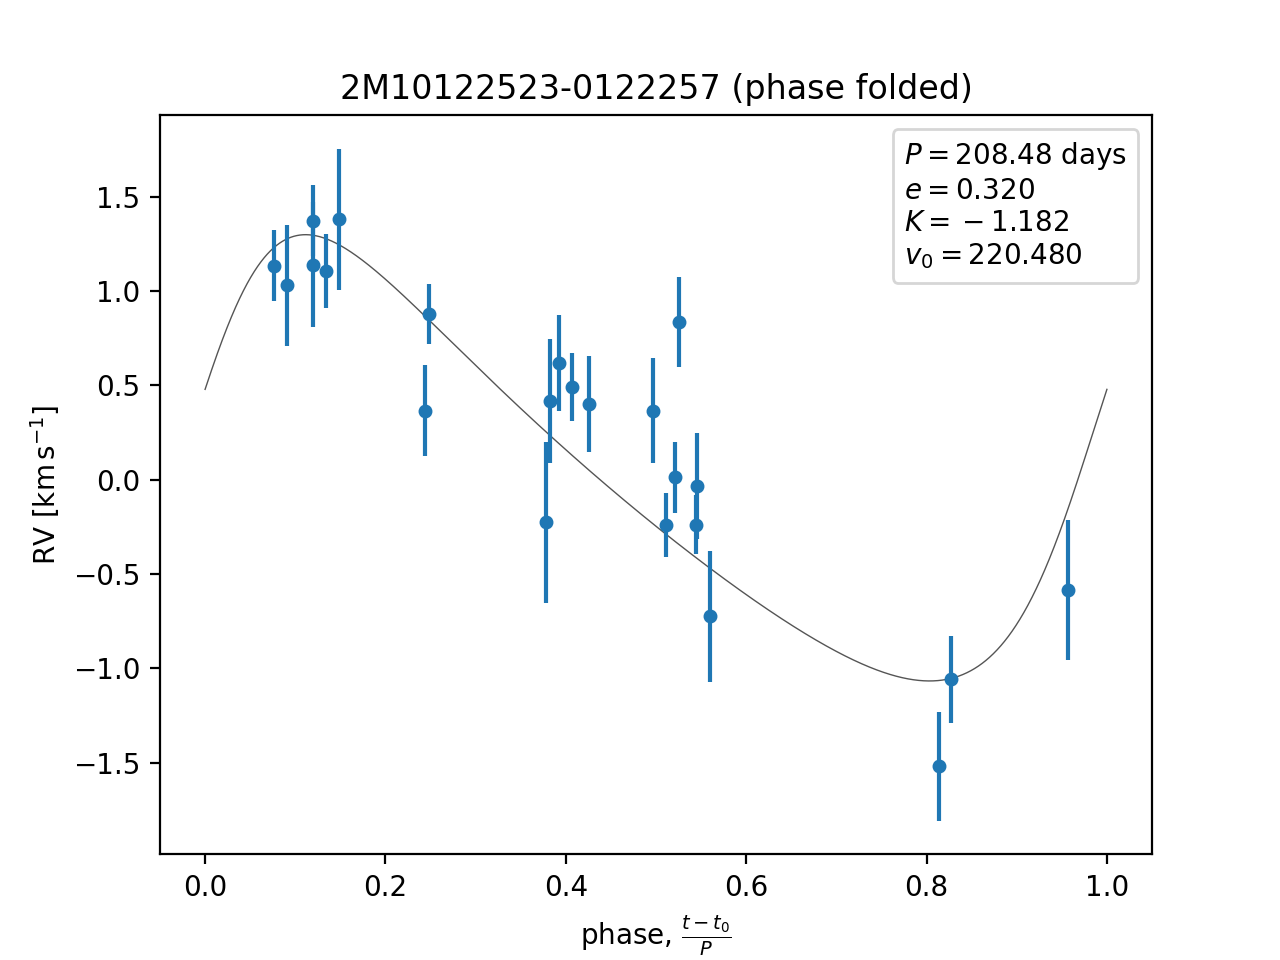 2M10122523-0122257 (phase folded)
P = 208.48 days
e = 0.320
K = −1.182
v₀ = 220.480
RV [km s⁻¹]
1.5
1.0
0.5
0.0
−0.5
−1.0
−1.5
0.0 0.2 0.4 0.6 0.8 1.0
phase, (t − t₀)/P